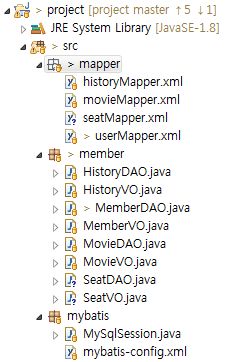 > project [project master ↑5 ↓1]
JRE System Library [JavaSE-1.8]
> src
> mapper
historyMapper.xml
movieMapper.xml
seatMapper.xml
> userMapper.xml
member
HistoryDAO.java
HistoryVO.java
> MemberDAO.java
MemberVO.java
MovieDAO.java
MovieVO.java
SeatDAO.java
SeatVO.java
mybatis
MySqlSession.java
mybatis-config.xml